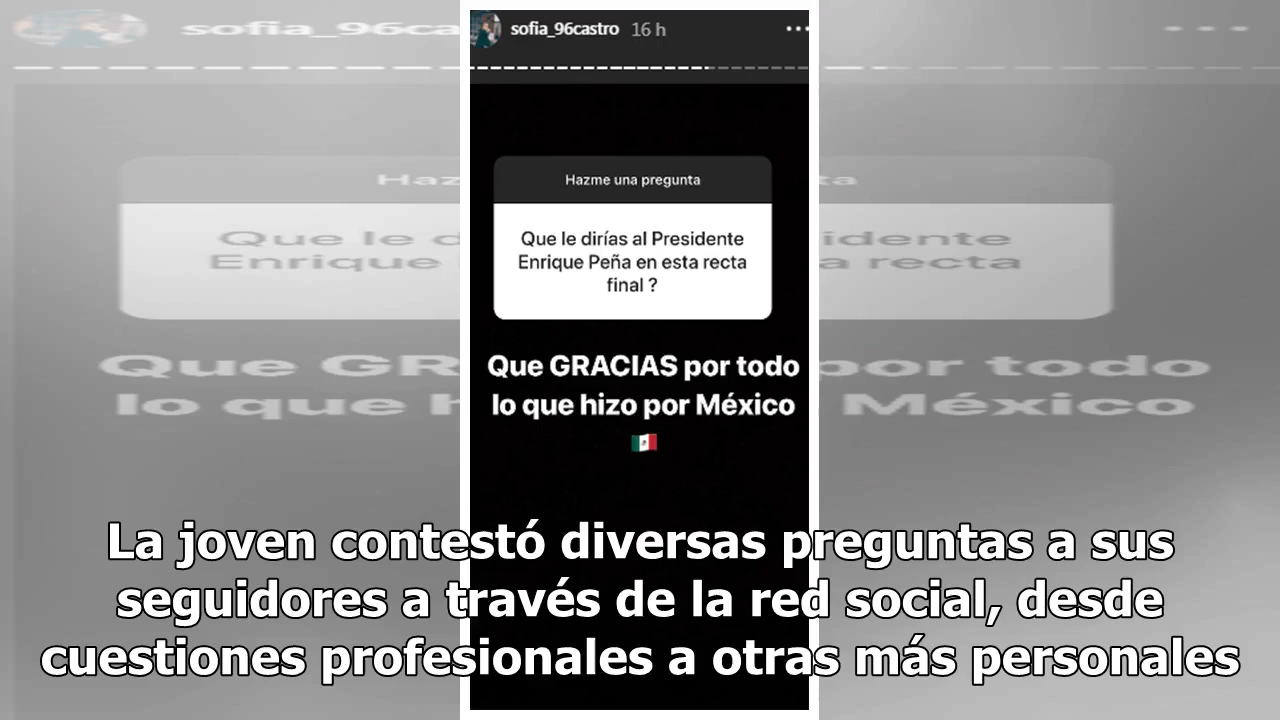 sofia_96castro 16 h
Hazme una pregunta
Que le dirías al Presidente
Enrique Peña en esta recta
final ?
Que GRACIAS por todo
lo que hizo por México
🇲🇽
La joven contestó diversas preguntas a sus
seguidores a través de la red social, desde
cuestiones profesionales a otras más personales